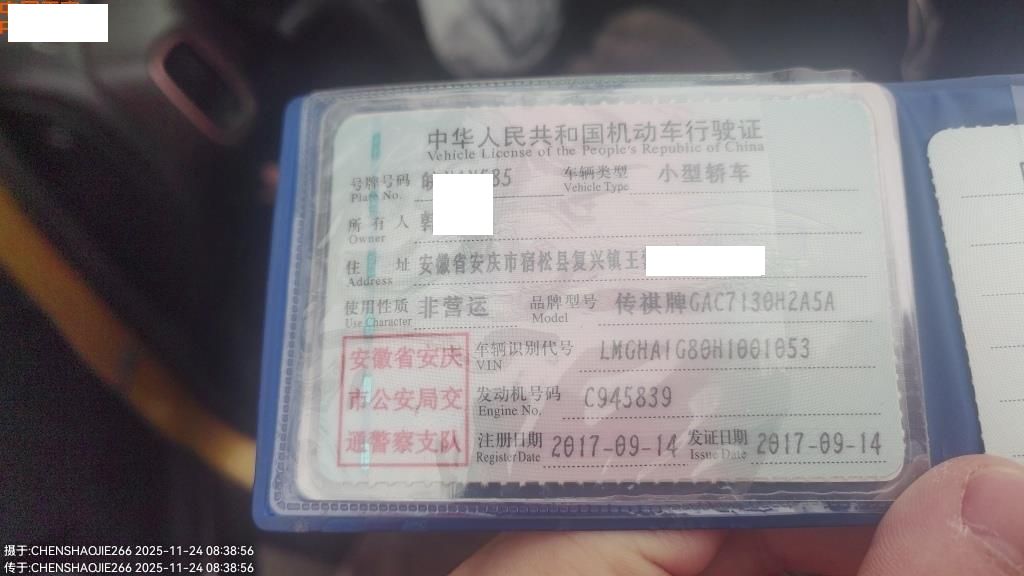 中华人民共和国机动车行驶证
Vehicle License of the People's Republic of China
号牌号码 皖 85 车辆类型 小型轿车
Plate No. Vehicle Type
所有人 郭
Owner
住址 安徽省安庆市宿松县复兴镇王
Address
使用性质 非营运 品牌型号 传祺牌GAC7130H2A5A
Use Character Model
安徽省安庆
市公安局交
通警察支队
车辆识别代号 LMGHA1G80H1001053
VIN
发动机号码 C945839
Engine No.
注册日期 2017-09-14 发证日期 2017-09-14
Register Date Issue Date
摄于:CHENSHAOJIE266 2025-11-24 08:38:56
传于:CHENSHAOJIE266 2025-11-24 08:38:56